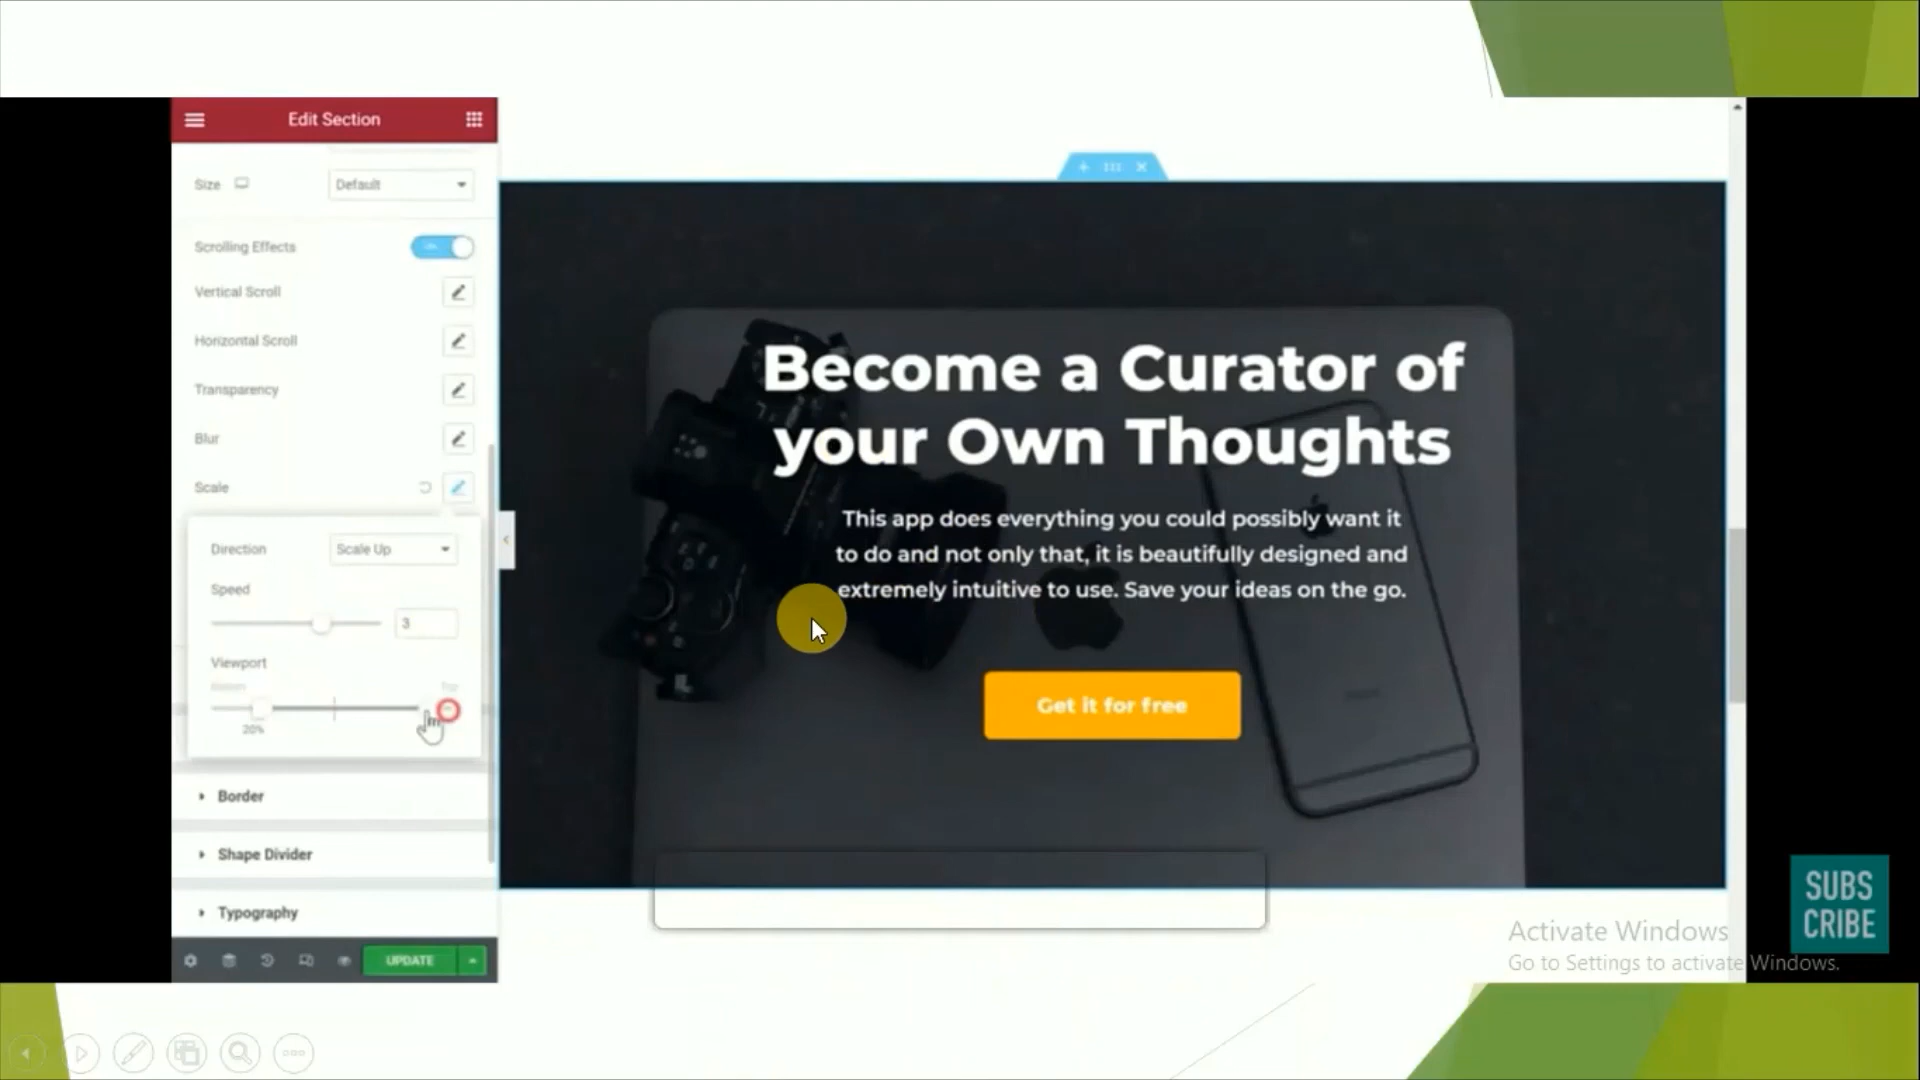 Edit Section
Size
Default
Scrolling Effects
Vertical Scroll
Horizontal Scroll
Transparency
Blur
Scale
Direction
Scale Up
Speed
3
Viewport
Bottom
Top
20%
Border
Shape Divider
Typography
UPDATE
Become a Curator of
your Own Thoughts
This app does everything you could possibly want it
to do and not only that, it is beautifully designed and
extremely intuitive to use. Save your ideas on the go.
Get it for free
Activate Windows
Go to Settings to activate Windows.
SUBS
CRIBE